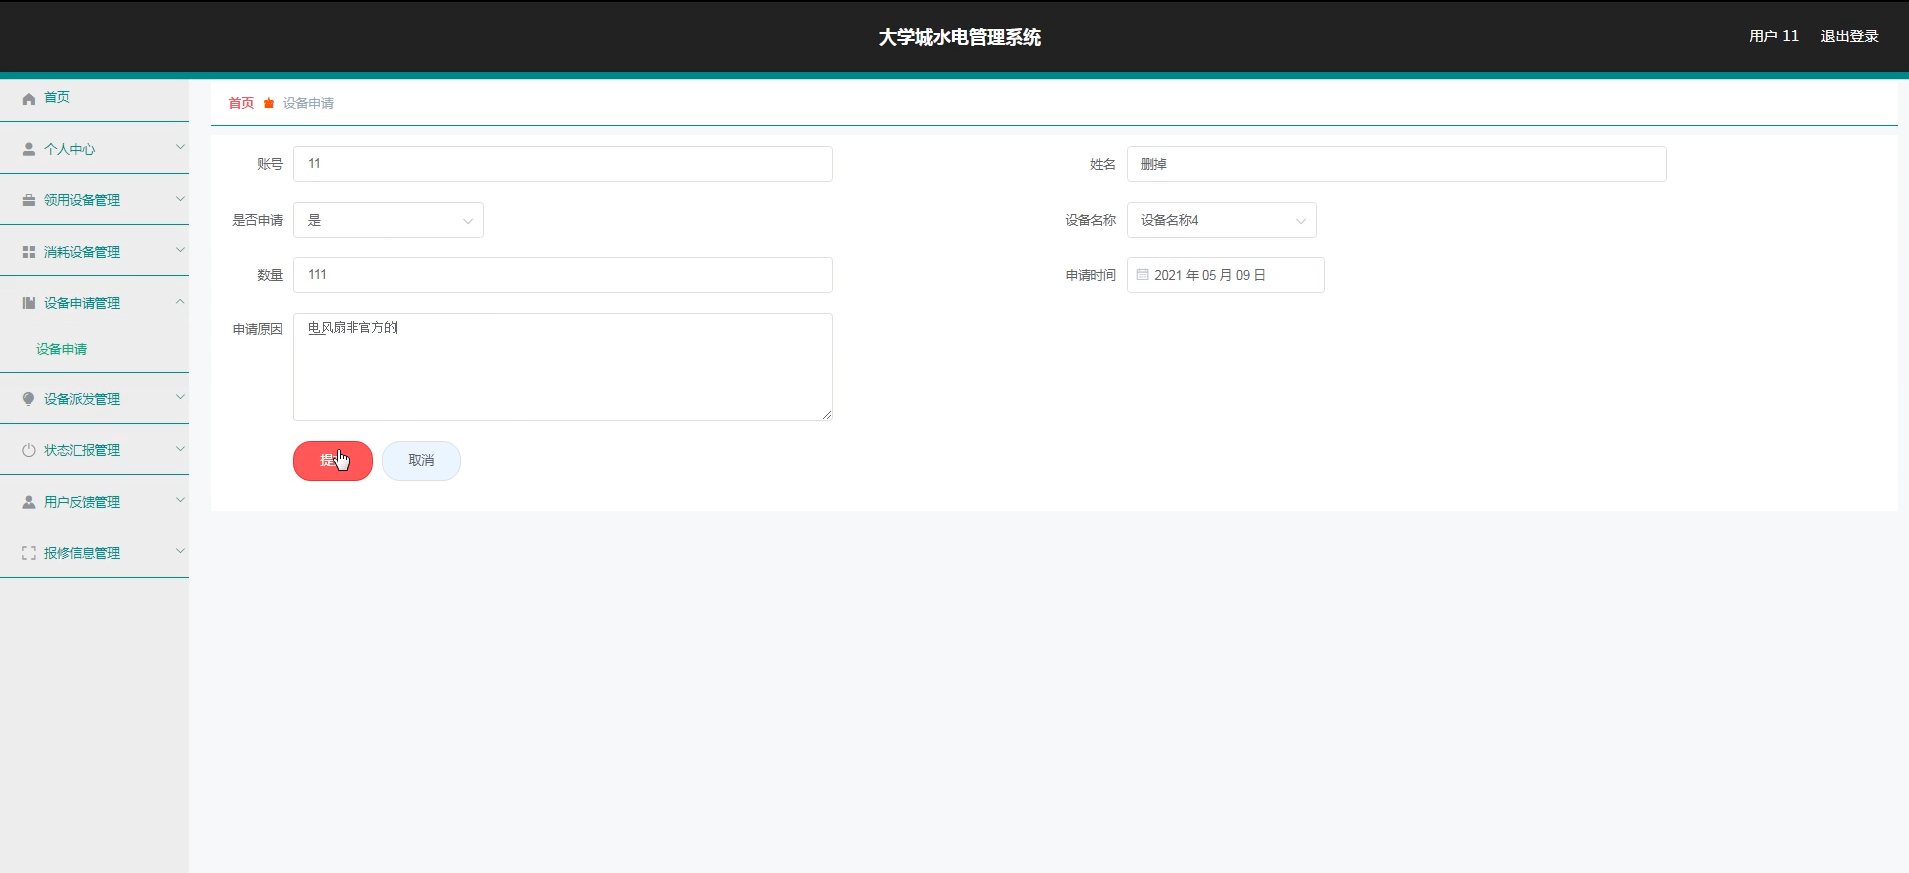 大学城水电管理系统
用户 11 退出登录
首页
个人中心
领用设备管理
消耗设备管理
设备申请管理
设备申请
设备派发管理
状态汇报管理
用户反馈管理
报修信息管理
首页 设备申请
账号 11
姓名 删掉
是否申请 是
设备名称 设备名称4
数量 111
申请时间 2021 年 05 月 09 日
申请原因 电风扇非官方的
提
取消